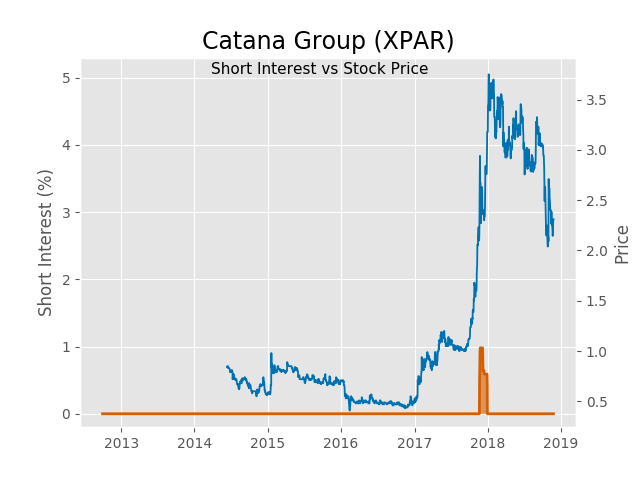 Catana Group (XPAR)
Short Interest vs Stock Price
Short Interest (%)
5
4
3
2
1
0
3.5
3.0
2.5
2.0
1.5
1.0
0.5
Price
2013 2014 2015 2016 2017 2018 2019